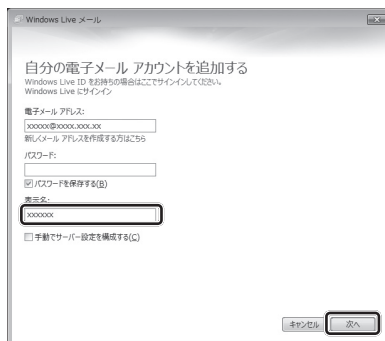 Windows Live メール
自分の電子メール アカウントを追加する
Windows Live ID をお持ちの場合はここでサインインしてください。
Windows Live にサインイン
電子メール アドレス:
xxxxx@xxxx.xxx.xx
新しくメール アドレスを作成する方はこちら
パスワード:
パスワードを保存する(B)
表示名:
xxxxxx
手動でサーバー設定を構成する(C)
キャンセル 次へ